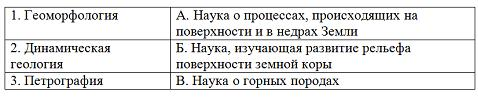 1. Геоморфология
А. Наука о процессах, происходящих на
поверхности и в недрах Земли
2. Динамическая
геология
Б. Наука, изучающая развитие рельефа
поверхности земной коры
3. Петрография
В. Наука о горных породах